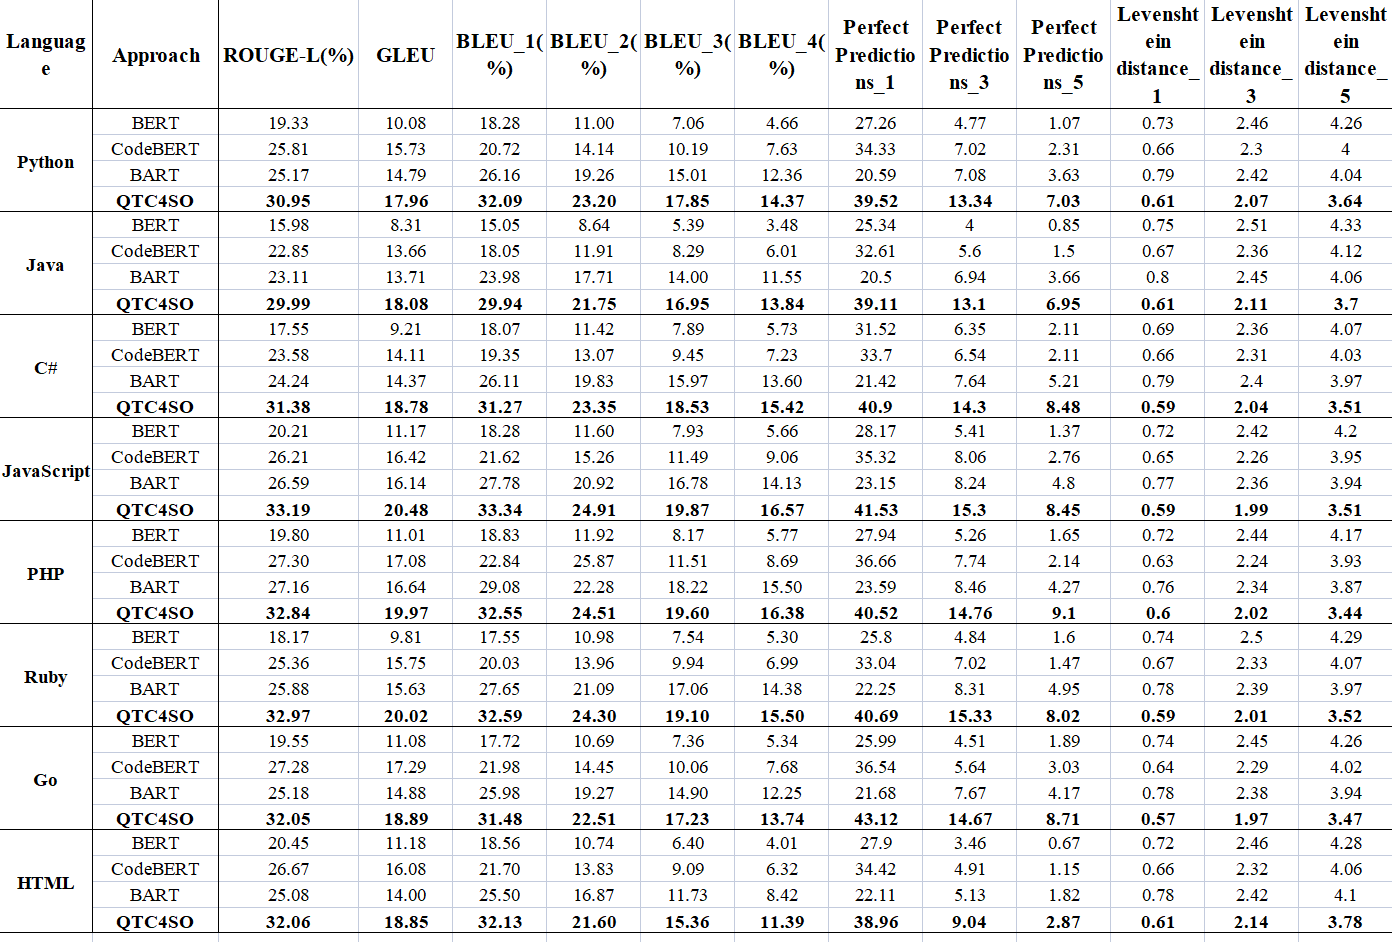 Language Approach ROUGE-L(%) GLEU BLEU_1(%) BLEU_2(%) BLEU_3(%) BLEU_4(%) Perfect Predictions_1 Perfect Predictions_3 Perfect Predictions_5 Levenshtein distance_1 Levenshtein distance_3 Levenshtein distance_5
Python
BERT 19.33 10.08 18.28 11.00 7.06 4.66 27.26 4.77 1.07 0.73 2.46 4.26
CodeBERT 25.81 15.73 20.72 14.14 10.19 7.63 34.33 7.02 2.31 0.66 2.3 4
BART 25.17 14.79 26.16 19.26 15.01 12.36 20.59 7.08 3.63 0.79 2.42 4.04
QTC4SO 30.95 17.96 32.09 23.20 17.85 14.37 39.52 13.34 7.03 0.61 2.07 3.64
Java
BERT 15.98 8.31 15.05 8.64 5.39 3.48 25.34 4 0.85 0.75 2.51 4.33
CodeBERT 22.85 13.66 18.05 11.91 8.29 6.01 32.61 5.6 1.5 0.67 2.36 4.12
BART 23.11 13.71 23.98 17.71 14.00 11.55 20.5 6.94 3.66 0.8 2.45 4.06
QTC4SO 29.99 18.08 29.94 21.75 16.95 13.84 39.11 13.1 6.95 0.61 2.11 3.7
C#
BERT 17.55 9.21 18.07 11.42 7.89 5.73 31.52 6.35 2.11 0.69 2.36 4.07
CodeBERT 23.58 14.11 19.35 13.07 9.45 7.23 33.7 6.54 2.11 0.66 2.31 4.03
BART 24.24 14.37 26.11 19.83 15.97 13.60 21.42 7.64 5.21 0.79 2.4 3.97
QTC4SO 31.38 18.78 31.27 23.35 18.53 15.42 40.9 14.3 8.48 0.59 2.04 3.51
JavaScript
BERT 20.21 11.17 18.28 11.60 7.93 5.66 28.17 5.41 1.37 0.72 2.42 4.2
CodeBERT 26.21 16.42 21.62 15.26 11.49 9.06 35.32 8.06 2.76 0.65 2.26 3.95
BART 26.59 16.14 27.78 20.92 16.78 14.13 23.15 8.24 4.8 0.77 2.36 3.94
QTC4SO 33.19 20.48 33.34 24.91 19.87 16.57 41.53 15.3 8.45 0.59 1.99 3.51
PHP
BERT 19.80 11.01 18.83 11.92 8.17 5.77 27.94 5.26 1.65 0.72 2.44 4.17
CodeBERT 27.30 17.08 22.84 25.87 11.51 8.69 36.66 7.74 2.14 0.63 2.24 3.93
BART 27.16 16.64 29.08 22.28 18.22 15.50 23.59 8.46 4.27 0.76 2.34 3.87
QTC4SO 32.84 19.97 32.55 24.51 19.60 16.38 40.52 14.76 9.1 0.6 2.02 3.44
Ruby
BERT 18.17 9.81 17.55 10.98 7.54 5.30 25.8 4.84 1.6 0.74 2.5 4.29
CodeBERT 25.36 15.75 20.03 13.96 9.94 6.99 33.04 7.02 1.47 0.67 2.33 4.07
BART 25.88 15.63 27.65 21.09 17.06 14.38 22.25 8.31 4.95 0.78 2.39 3.97
QTC4SO 32.97 20.02 32.59 24.30 19.10 15.50 40.69 15.33 8.02 0.59 2.01 3.52
Go
BERT 19.55 11.08 17.72 10.69 7.36 5.34 25.99 4.51 1.89 0.74 2.45 4.26
CodeBERT 27.28 17.29 21.98 14.45 10.06 7.68 36.54 5.64 3.03 0.64 2.29 4.02
BART 25.18 14.88 25.98 19.27 14.90 12.25 21.68 7.67 4.17 0.78 2.38 3.94
QTC4SO 32.05 18.89 31.48 22.51 17.23 13.74 43.12 14.67 8.71 0.57 1.97 3.47
HTML
BERT 20.45 11.18 18.56 10.74 6.40 4.01 27.9 3.46 0.67 0.72 2.46 4.28
CodeBERT 26.67 16.08 21.70 13.83 9.09 6.32 34.42 4.91 1.15 0.66 2.32 4.06
BART 25.08 14.00 25.50 16.87 11.73 8.42 22.11 5.13 1.82 0.78 2.42 4.1
QTC4SO 32.06 18.85 32.13 21.60 15.36 11.39 38.96 9.04 2.87 0.61 2.14 3.78